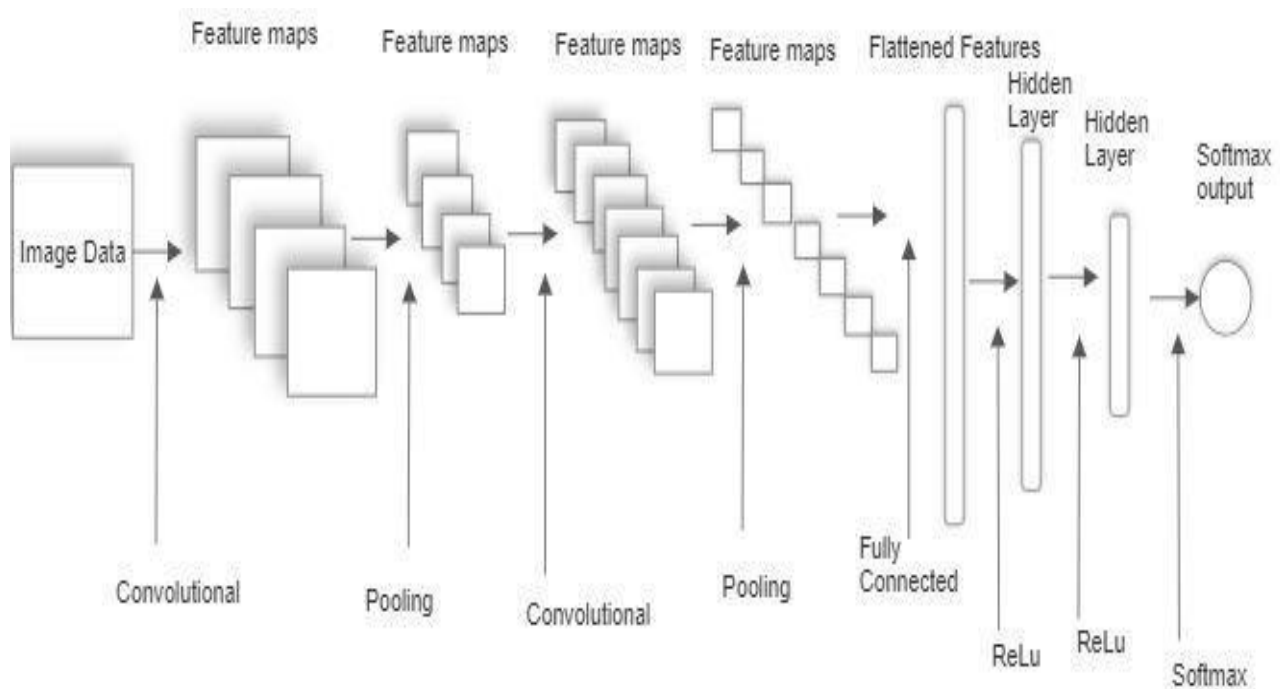 Feature maps
Feature maps
Feature maps
Feature maps
Flattened Features
Hidden
Layer
Hidden
Layer
Softmax
output
Image Data
Convolutional
Pooling
Convolutional
Pooling
Fully
Connected
ReLu
ReLu
Softmax